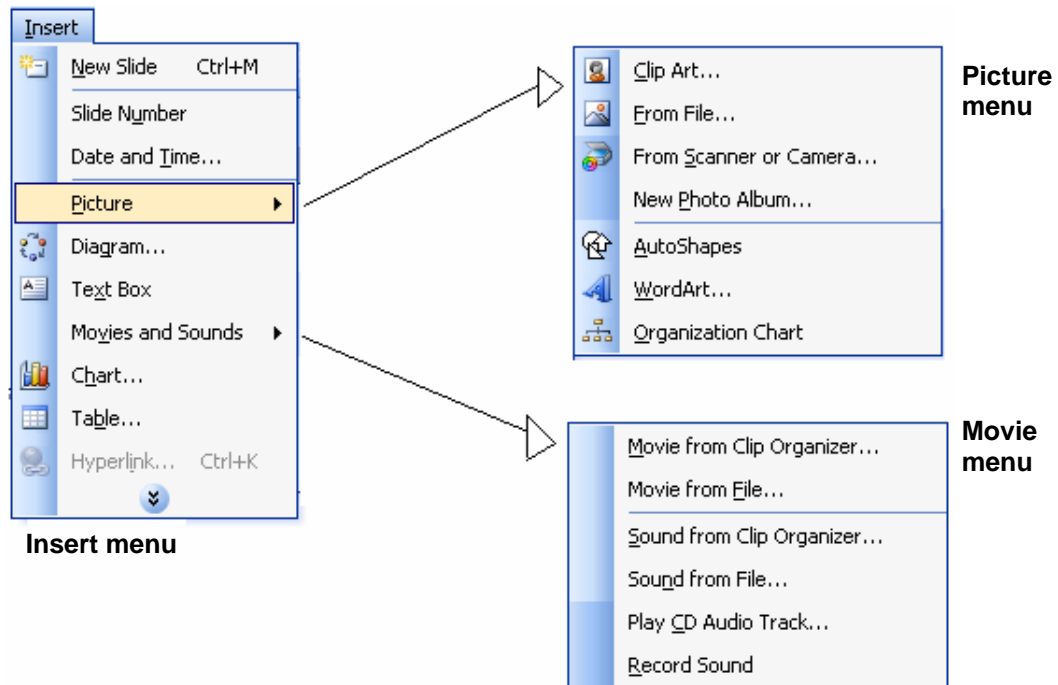 Insert
New Slide Ctrl+M
Slide Number
Date and Time...
Picture
Diagram...
Text Box
Movies and Sounds
Chart...
Table...
Hyperlink... Ctrl+K
Insert menu
Clip Art...
From File...
From Scanner or Camera...
New Photo Album...
AutoShapes
WordArt...
Organization Chart
Picture
menu
Movie from Clip Organizer...
Movie from File...
Sound from Clip Organizer...
Sound from File...
Play CD Audio Track...
Record Sound
Movie
menu